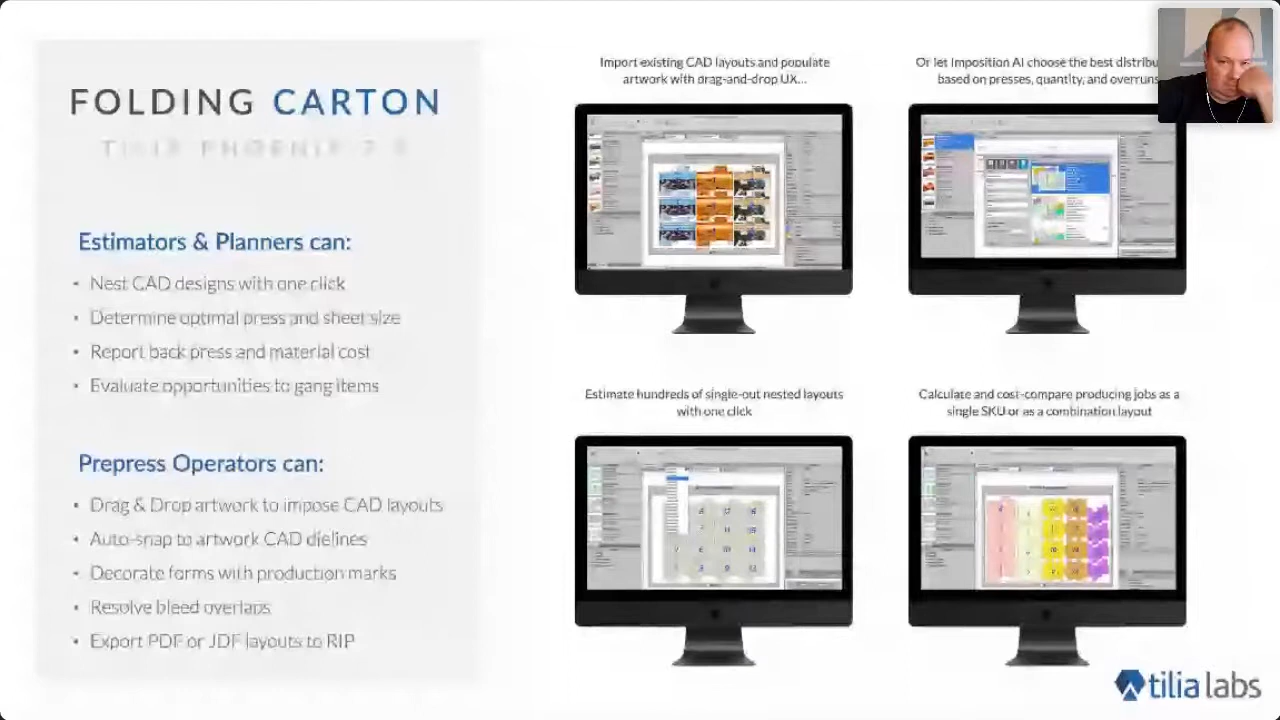 FOLDING CARTON
Estimators & Planners can:
• Nest CAD designs with one click
• Determine optimal press and sheet size
• Report back press and material cost
• Evaluate opportunities to gang items
Prepress Operators can:
• Drag & Drop artwork to impose CAD layouts
• Auto-snap to artwork CAD dielines
• Decorate forms with production marks
• Resolve bleed overlaps
• Export PDF or JDF layouts to RIP
Import existing CAD layouts and populate
artwork with drag-and-drop UX...
Or let Imposition AI choose the best
based on presses, quantity, and overruns
Estimate hundreds of single-out nested layouts
with one click
Calculate and cost-compare producing jobs as a
single SKU or as a combination layout
tilia labs